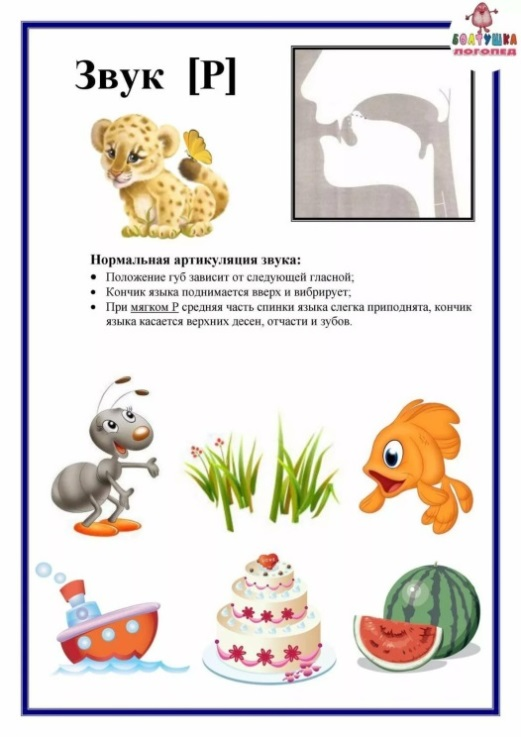 БОЛТУШКА
ЛОГОПЕД
Звук [Р]
Нормальная артикуляция звука:
• Положение губ зависит от следующей гласной;
• Кончик языка поднимается вверх и вибрирует;
• При мягком Р средняя часть спинки языка слегка приподнята, кончик
языка касается верхних десен, отчасти и зубов.